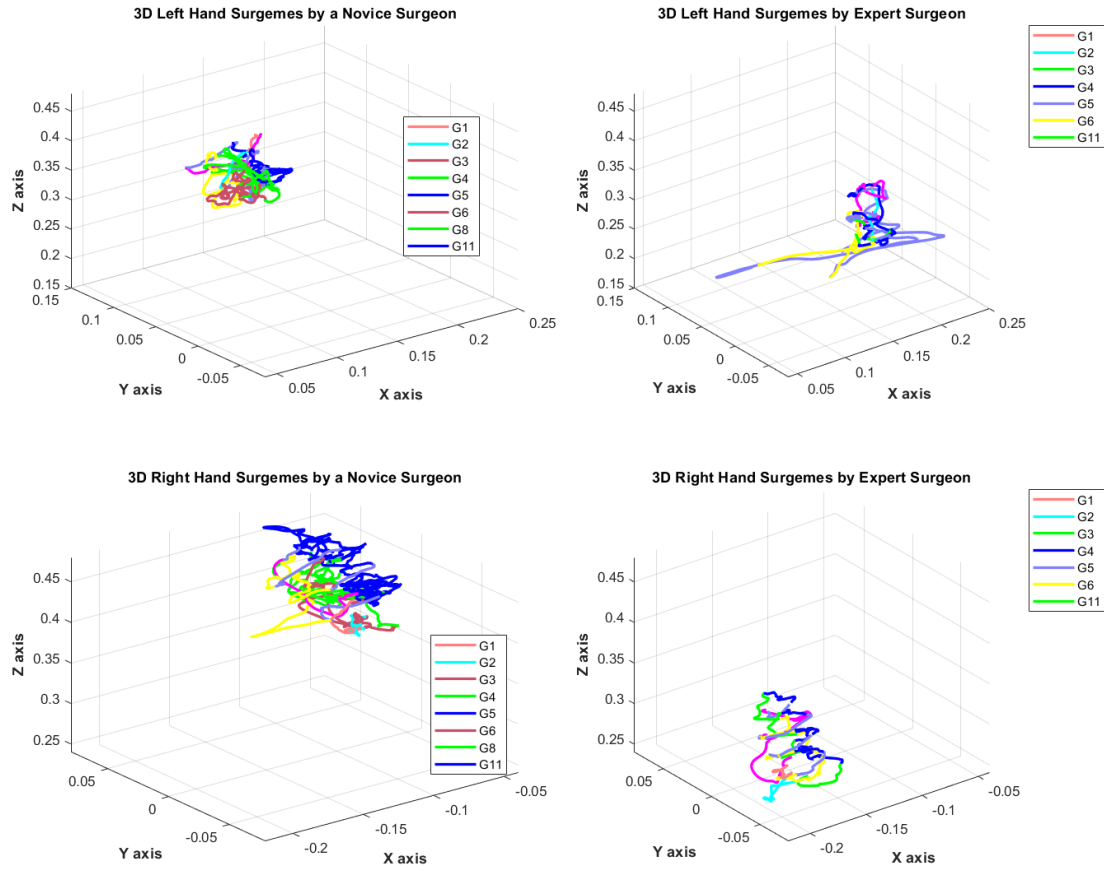 3D Left Hand Surgemes by a Novice Surgeon
Z axis
0.45
0.4
0.35
0.3
0.25
0.2
0.15
0.15
0.1
0.05
0
-0.05
Y axis
0.05
0.1
0.15
0.2
0.25
X axis
G1
G2
G3
G4
G5
G6
G8
G11
3D Left Hand Surgemes by Expert Surgeon
Z axis
0.45
0.4
0.35
0.3
0.25
0.2
0.15
0.15
0.1
0.05
0
-0.05
Y axis
0.05
0.1
0.15
0.2
0.25
X axis
G1
G2
G3
G4
G5
G6
G11
3D Right Hand Surgemes by a Novice Surgeon
Z axis
0.45
0.4
0.35
0.3
0.25
0.05
0
-0.05
Y axis
-0.2
-0.15
-0.1
-0.05
X axis
G1
G2
G3
G4
G5
G6
G8
G11
3D Right Hand Surgemes by Expert Surgeon
Z axis
0.45
0.4
0.35
0.3
0.25
0.05
0
-0.05
Y axis
-0.2
-0.15
-0.1
-0.05
X axis
G1
G2
G3
G4
G5
G6
G11